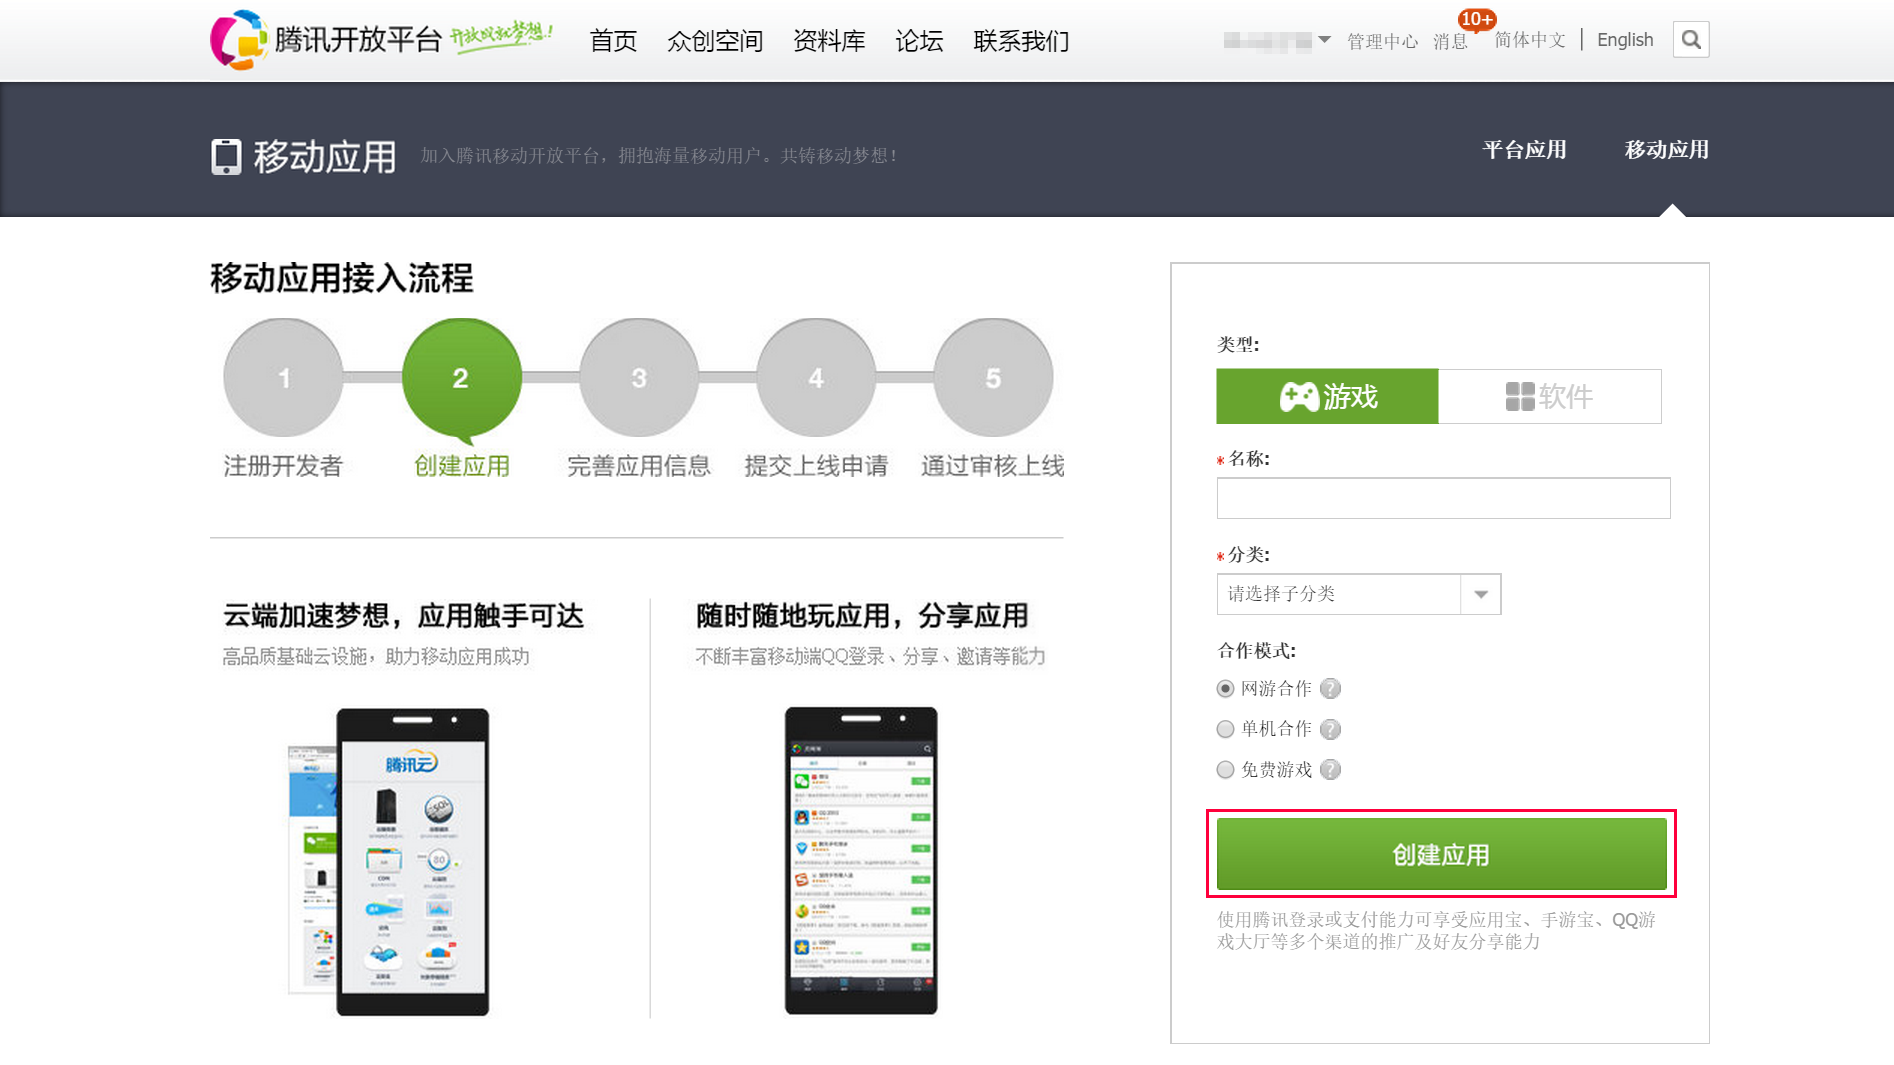 腾讯开放平台 开放成就梦想! 首页 众创空间 资料库 论坛 联系我们 管理中心 消息 10+ 简体中文 | English
移动应用 加入腾讯移动开放平台，拥抱海量移动用户。共铸移动梦想！ 平台应用 移动应用
移动应用接入流程
1 2 3 4 5
注册开发者 创建应用 完善应用信息 提交上线申请 通过审核上线
云端加速梦想，应用触手可达
高品质基础云设施，助力移动应用成功
腾讯云
随时随地玩应用，分享应用
不断丰富移动端QQ登录、分享、邀请等能力
类型:
游戏 软件
*名称:
*分类:
请选择子分类
合作模式:
网游合作 ?
单机合作 ?
免费游戏 ?
创建应用
使用腾讯登录或支付能力可享受应用宝、手游宝、QQ游
戏大厅等多个渠道的推广及好友分享能力